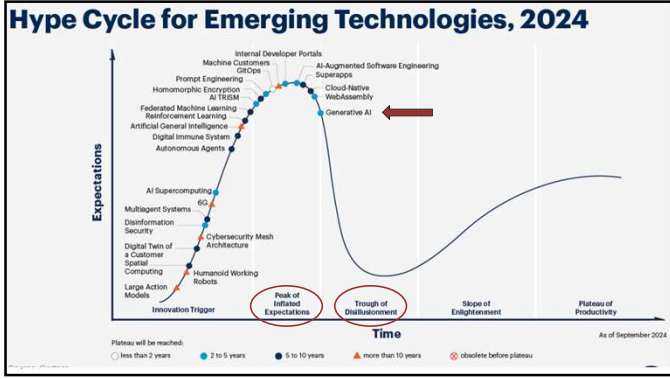 Hype Cycle for Emerging Technologies, 2024
Internal Developer Portals
Machine Customers
GitOps
AI-Augmented Software Engineering
Superapps
Prompt Engineering
Homomorphic Encryption
AI TRISM
Cloud-Native
WebAssembly
Federated Machine Learning
Reinforcement Learning
Generative AI
Artificial General Intelligence
Digital Immune System
Autonomous Agents
Expectations
AI Supercomputing
6G
Multiagent Systems
Disinformation
Security
Cybersecurity Mesh
Architecture
Digital Twin of
a Customer
Spatial
Computing
Humanoid Working
Robots
Large Action
Models
Innovation Trigger
Peak of
Inflated
Expectations
Trough of
Disillusionment
Slope of
Enlightenment
Plateau of
Productivity
Time
As of September 2024
Plateau will be reached:
less than 2 years
2 to 5 years
5 to 10 years
more than 10 years
obsolete before plateau